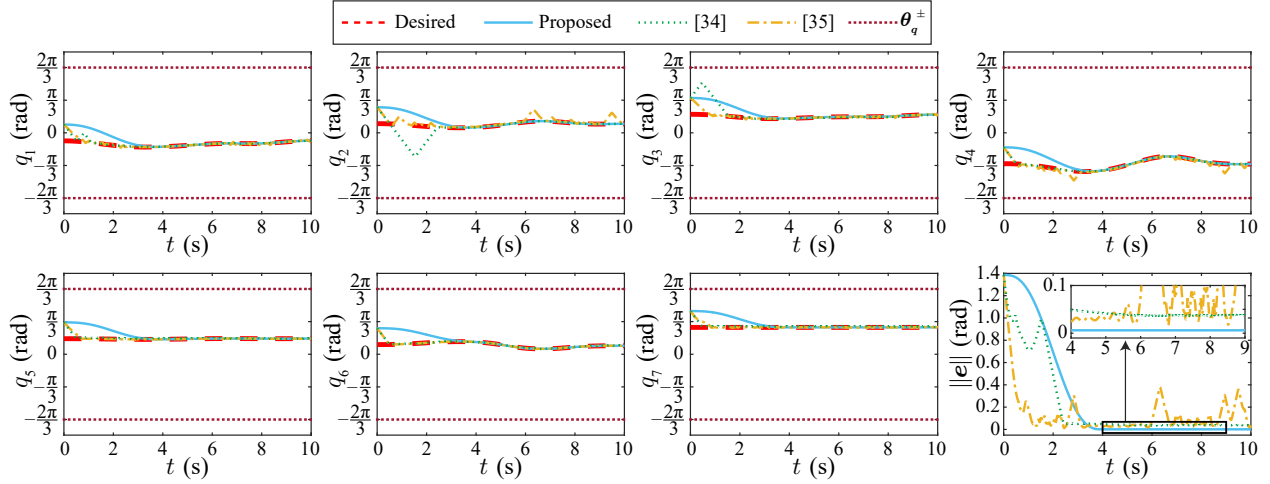 Desired Proposed [34] [35] θ_q^±
2π/3 π/3 0 -π/3 -2π/3
q_1 (rad)
0 2 4 6 8 10
t (s)
2π/3 π/3 0 -π/3 -2π/3
q_2 (rad)
0 2 4 6 8 10
t (s)
2π/3 π/3 0 -π/3 -2π/3
q_3 (rad)
0 2 4 6 8 10
t (s)
2π/3 π/3 0 -π/3 -2π/3
q_4 (rad)
0 2 4 6 8 10
t (s)
2π/3 π/3 0 -π/3 -2π/3
q_5 (rad)
0 2 4 6 8 10
t (s)
2π/3 π/3 0 -π/3 -2π/3
q_6 (rad)
0 2 4 6 8 10
t (s)
2π/3 π/3 0 -π/3 -2π/3
q_7 (rad)
0 2 4 6 8 10
t (s)
1.4 1.2 1.0 0.8 0.6 0.4 0.2 0
||e|| (rad)
0.1 0
4 5 6 7 8 9
0 2 4 6 8 10
t (s)